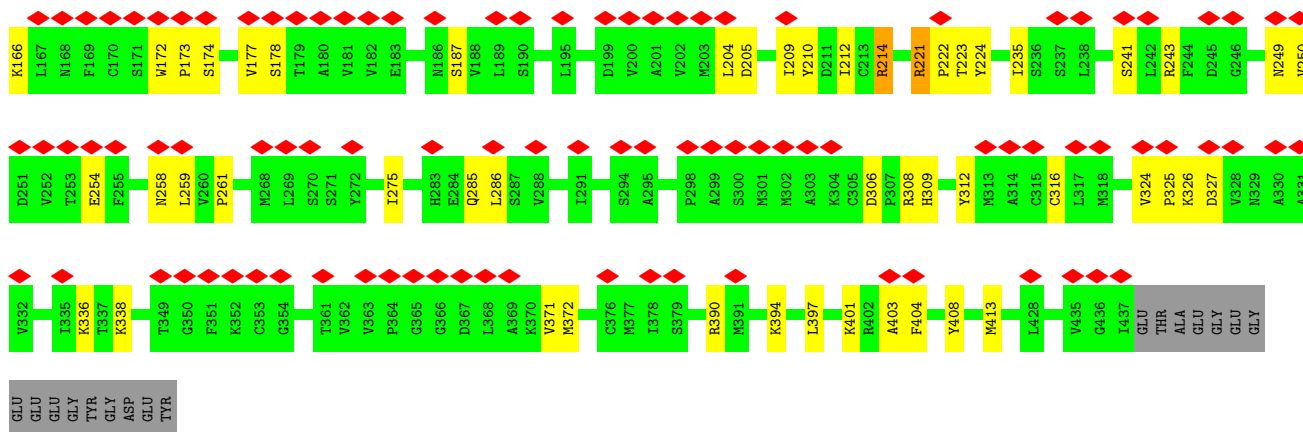 K166 L167 N168 F169 C170 S171 W172 P173 S174 V177 S178 T179 A180 V181 V182 E183 N186 S187 V188 L189 S190 L195 D199 V200 A201 V202 M203 L204 D205 I209 Y210 D211 I212 C213 R214 R221 P222 T223 Y224 I235 S236 S237 L238 S241 L242 R243 F244 D245 G246 N249 V250
D251 V252 T253 E254 F255 N258 L259 V260 P261 M268 L269 S270 S271 Y272 I275 H283 E284 Q285 L286 S287 V288 I291 S294 A295 P298 A299 S300 M301 M302 A303 K304 C305 D306 P307 R308 H309 Y312 M313 A314 C315 C316 L317 M318 V324 P325 K326 D327 V328 N329 A330 A331
V332 I335 K336 T337 K338 T349 G350 F351 K352 C353 G354 T361 V362 V363 P364 G365 G366 D367 L368 A369 K370 V371 M372 C376 M377 I378 S379 R390 M391 K394 L397 K401 R402 A403 F404 Y408 M413 L428 V435 G436 I437 GLU THR ALA GLU GLY GLU GLY
GLU GLU GLU GLY TYR GLY ASP GLU TYR